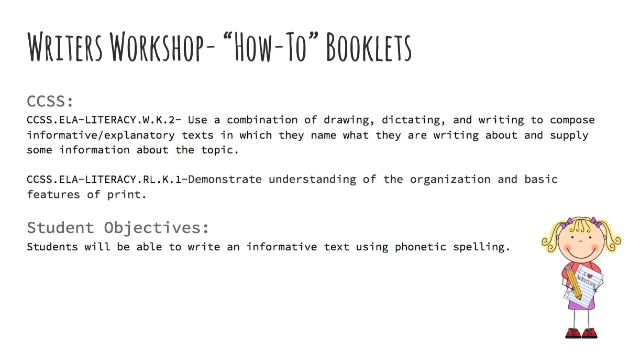 Writers Workshop- “How-To” Booklets
CCSS:
CCSS.ELA-LITERACY.W.K.2- Use a combination of drawing, dictating, and writing to compose
informative/explanatory texts in which they name what they are writing about and supply
some information about the topic.
CCSS.ELA-LITERACY.RL.K.1-Demonstrate understanding of the organization and basic
features of print.
Student Objectives:
Students will be able to write an informative text using phonetic spelling.